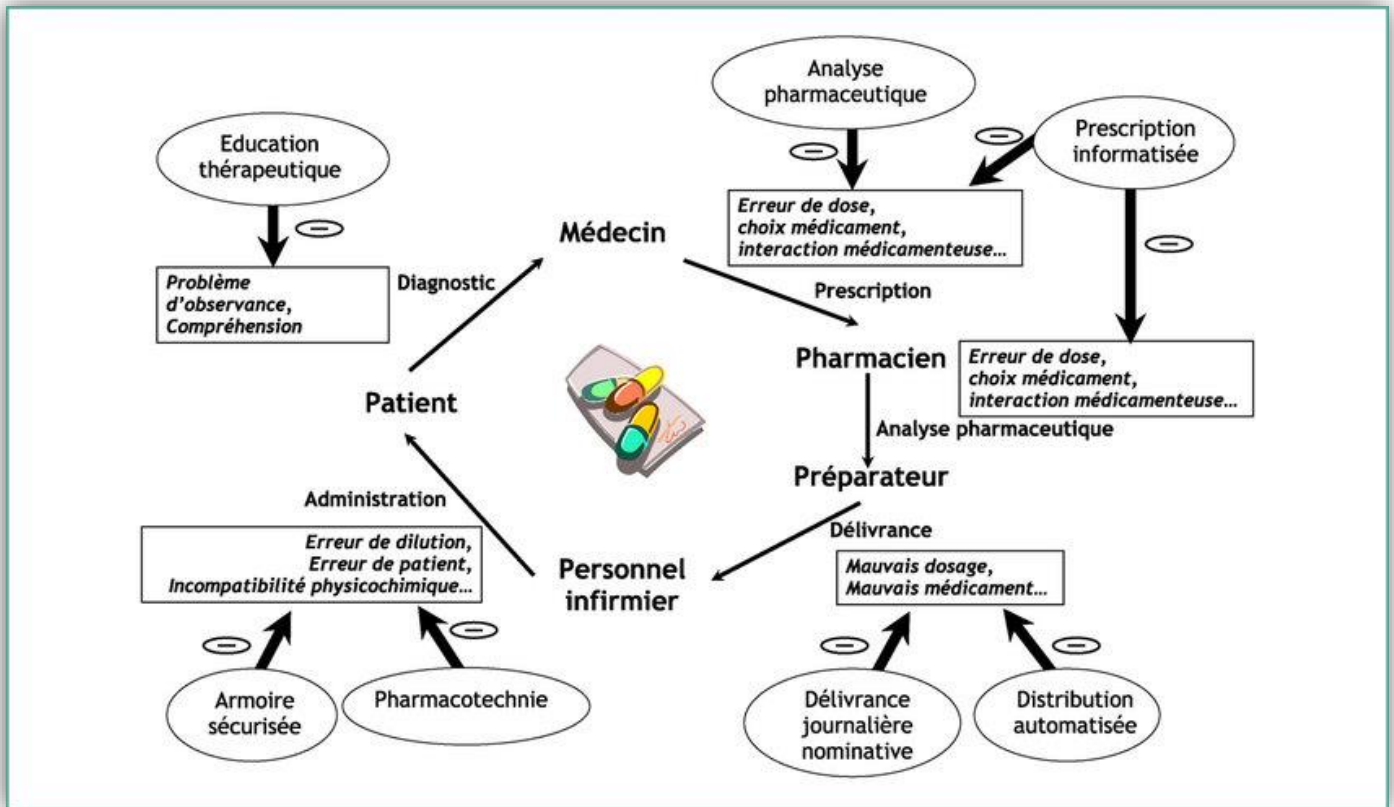 Analyse
pharmaceutique
Prescription
informatisée
Education
thérapeutique
Erreur de dose,
choix médicament,
interaction médicamenteuse…
Médecin
Problème
d'observance,
Compréhension
Diagnostic
Prescription
Pharmacien
Erreur de dose,
choix médicament,
interaction médicamenteuse…
Patient
Analyse pharmaceutique
Préparateur
Administration
Délivrance
Erreur de dilution,
Erreur de patient,
Incompatibilité physicochimique…
Personnel
infirmier
Mauvais dosage,
Mauvais médicament…
Armoire
sécurisée
Pharmacotechnie
Délivrance
journalière
nominative
Distribution
automatisée